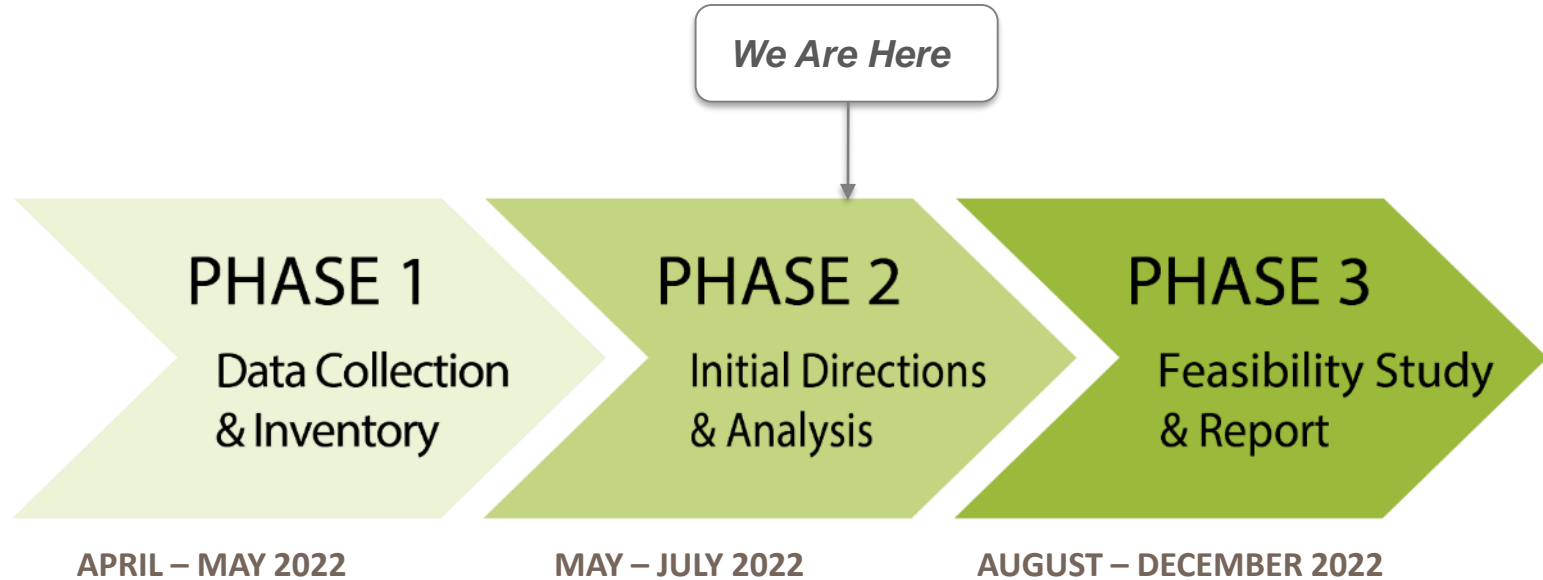 We Are Here
PHASE 1
Data Collection
& Inventory
PHASE 2
Initial Directions
& Analysis
PHASE 3
Feasibility Study
& Report
APRIL – MAY 2022
MAY – JULY 2022
AUGUST – DECEMBER 2022